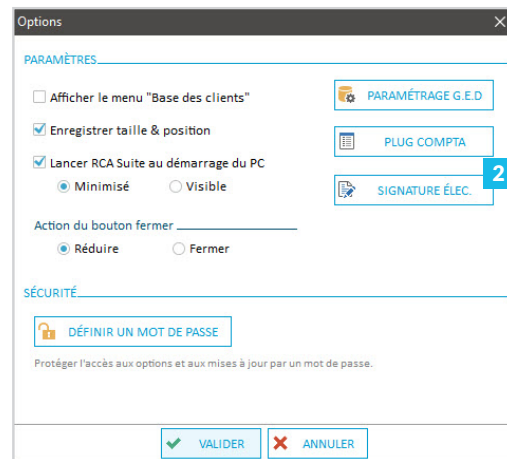 Options
PARAMÈTRES
Afficher le menu "Base des clients"
PARAMÉTRAGE G.E.D
Enregistrer taille & position
PLUG COMPTA
Lancer RCA Suite au démarrage du PC
2
Minimisé Visible
SIGNATURE ÉLEC.
Action du bouton fermer
Réduire Fermer
SÉCURITÉ
DÉFINIR UN MOT DE PASSE
Protéger l'accès aux options et aux mises à jour par un mot de passe.
VALIDER ANNULER